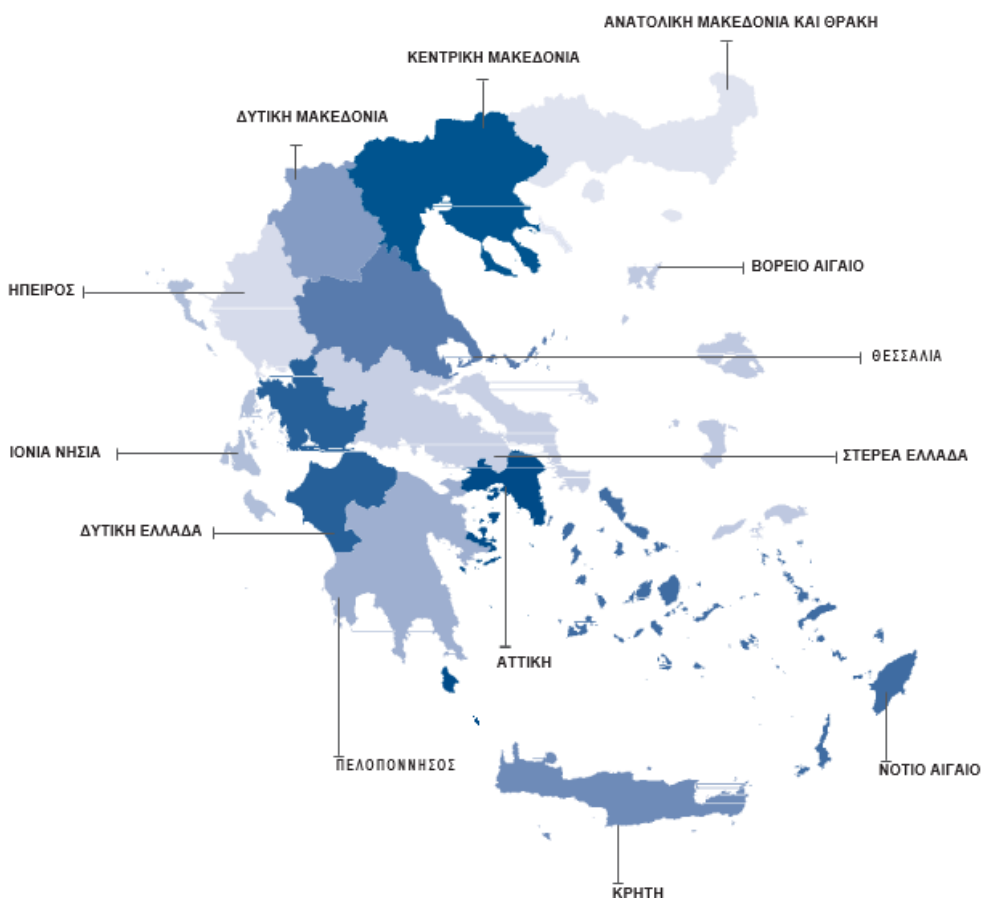 ΑΝΑΤΟΛΙΚΗ ΜΑΚΕΔΟΝΙΑ ΚΑΙ ΘΡΑΚΗ
ΚΕΝΤΡΙΚΗ ΜΑΚΕΔΟΝΙΑ
ΔΥΤΙΚΗ ΜΑΚΕΔΟΝΙΑ
ΒΟΡΕΙΟ ΑΙΓΑΙΟ
ΗΠΕΙΡΟΣ
ΘΕΣΣΑΛΙΑ
ΙΟΝΙΑ ΝΗΣΙΑ
ΣΤΕΡΕΑ ΕΛΛΑΔΑ
ΔΥΤΙΚΗ ΕΛΛΑΔΑ
ΑΤΤΙΚΗ
ΠΕΛΟΠΟΝΝΗΣΟΣ
ΝΟΤΙΟ ΑΙΓΑΙΟ
ΚΡΗΤΗ